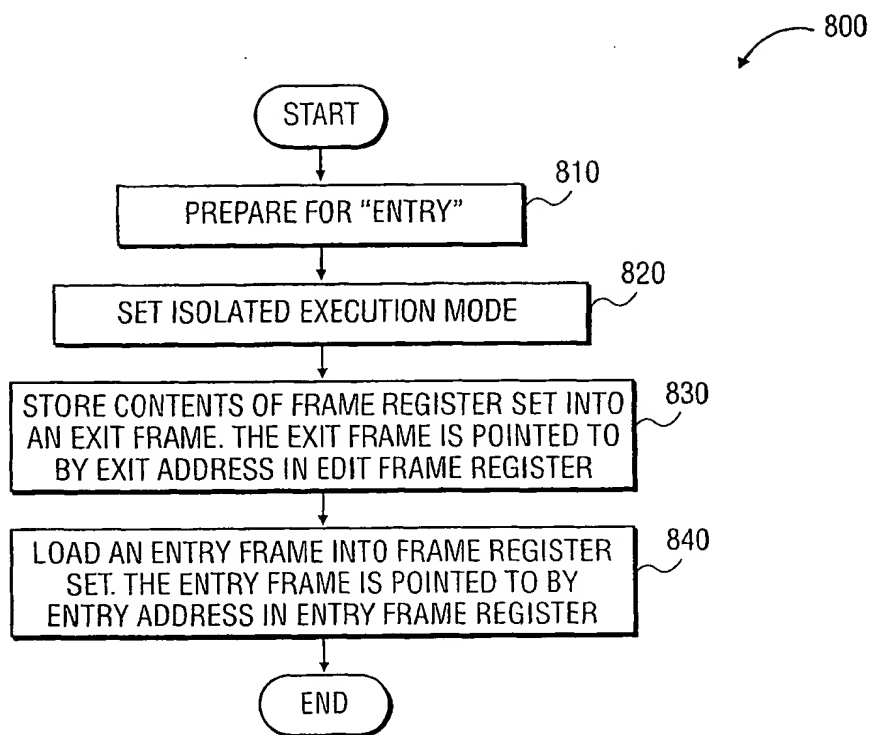 800
START
810
PREPARE FOR “ENTRY”
820
SET ISOLATED EXECUTION MODE
830
STORE CONTENTS OF FRAME REGISTER SET INTO
AN EXIT FRAME. THE EXIT FRAME IS POINTED TO
BY EXIT ADDRESS IN EDIT FRAME REGISTER
840
LOAD AN ENTRY FRAME INTO FRAME REGISTER
SET. THE ENTRY FRAME IS POINTED TO BY
ENTRY ADDRESS IN ENTRY FRAME REGISTER
END